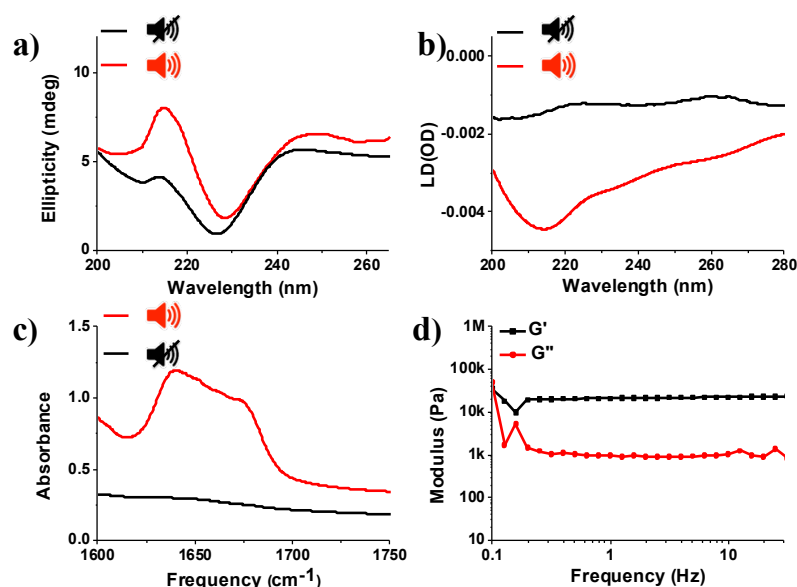 a)
Ellipticity (mdeg)
10
5
0
200
220
240
260
Wavelength (nm)
b)
LD(OD)
0.000
-0.002
-0.004
200
220
240
260
280
Wavelength (nm)
c)
Absorbance
1.5
1.0
0.5
0.0
1600
1650
1700
1750
Frequency (cm⁻¹)
d)
G'
G"
Modulus (Pa)
1M
100k
10k
1k
100
10
0.1
1
10
Frequency (Hz)